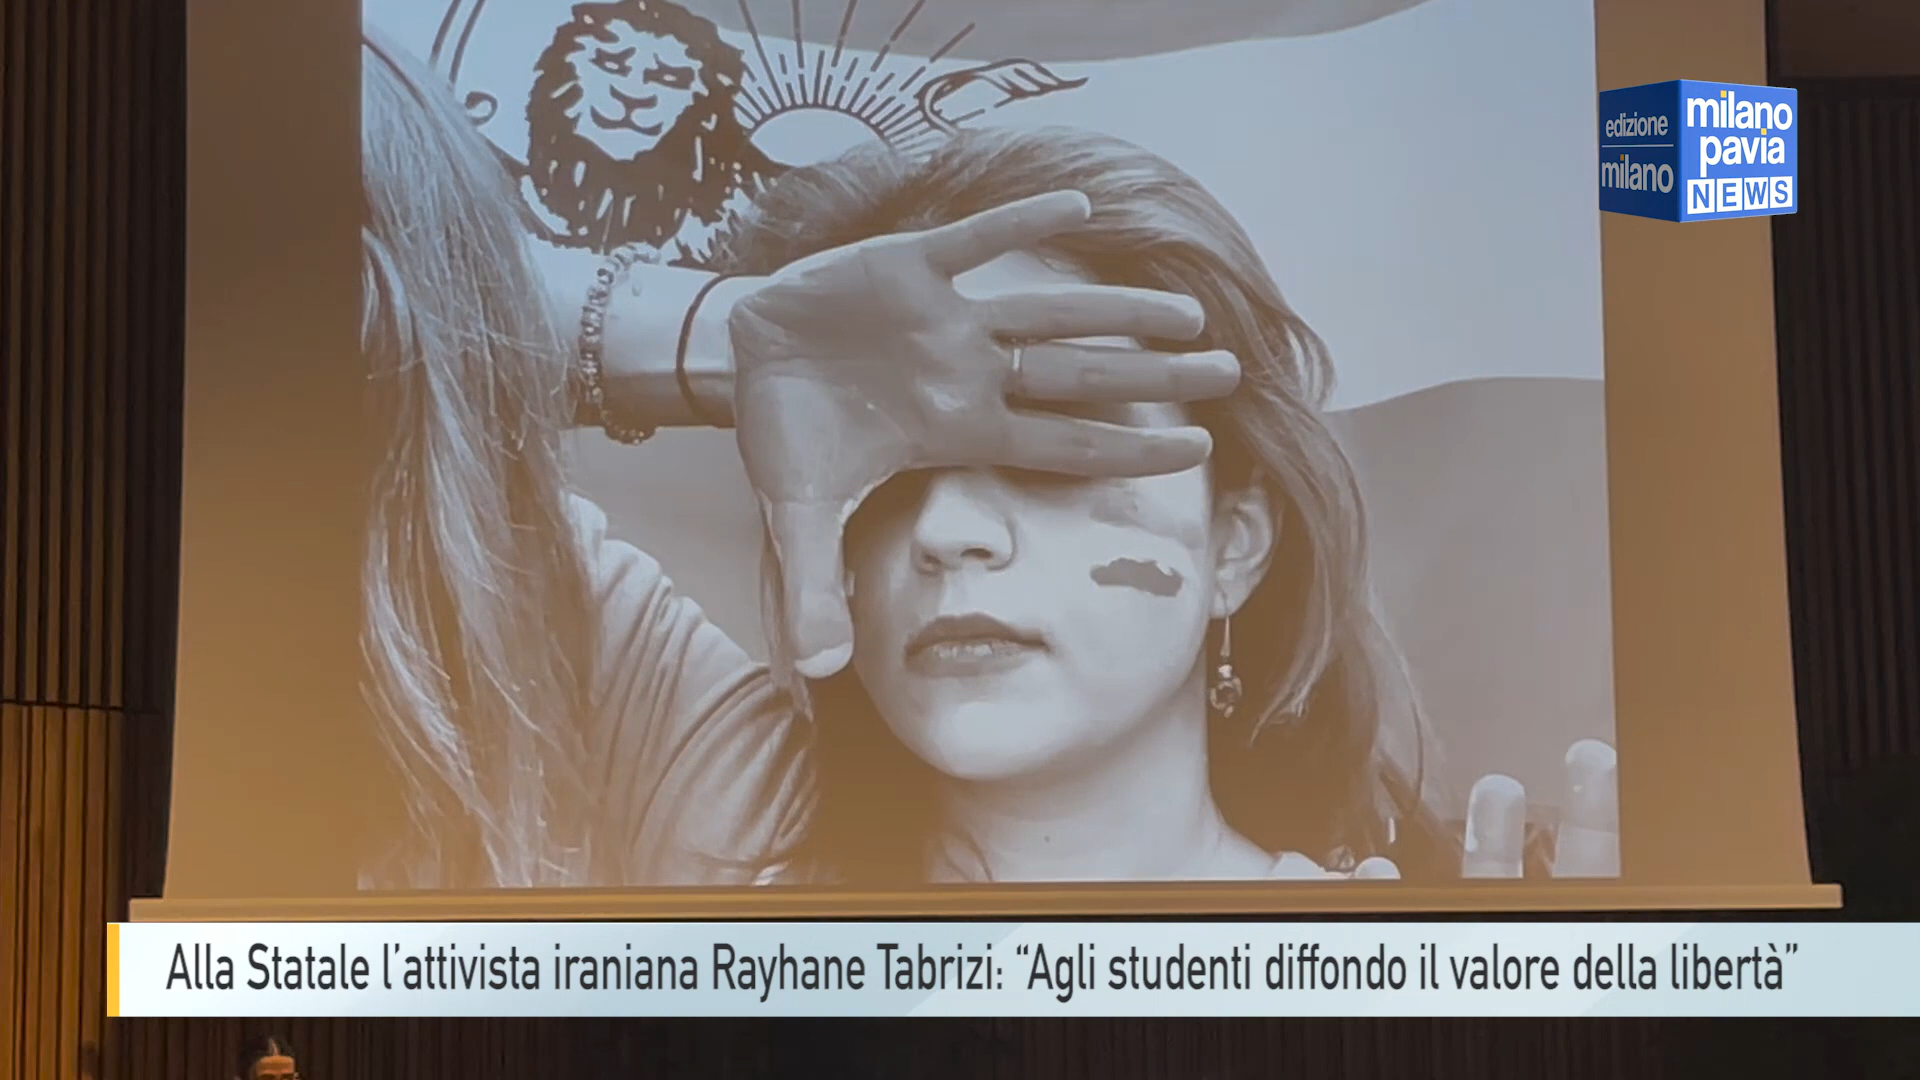 edizione
milano
milano
pavia
NEWS
Alla Statale l’attivista iraniana Rayhane Tabrizi: “Agli studenti diffondo il valore della libertà”